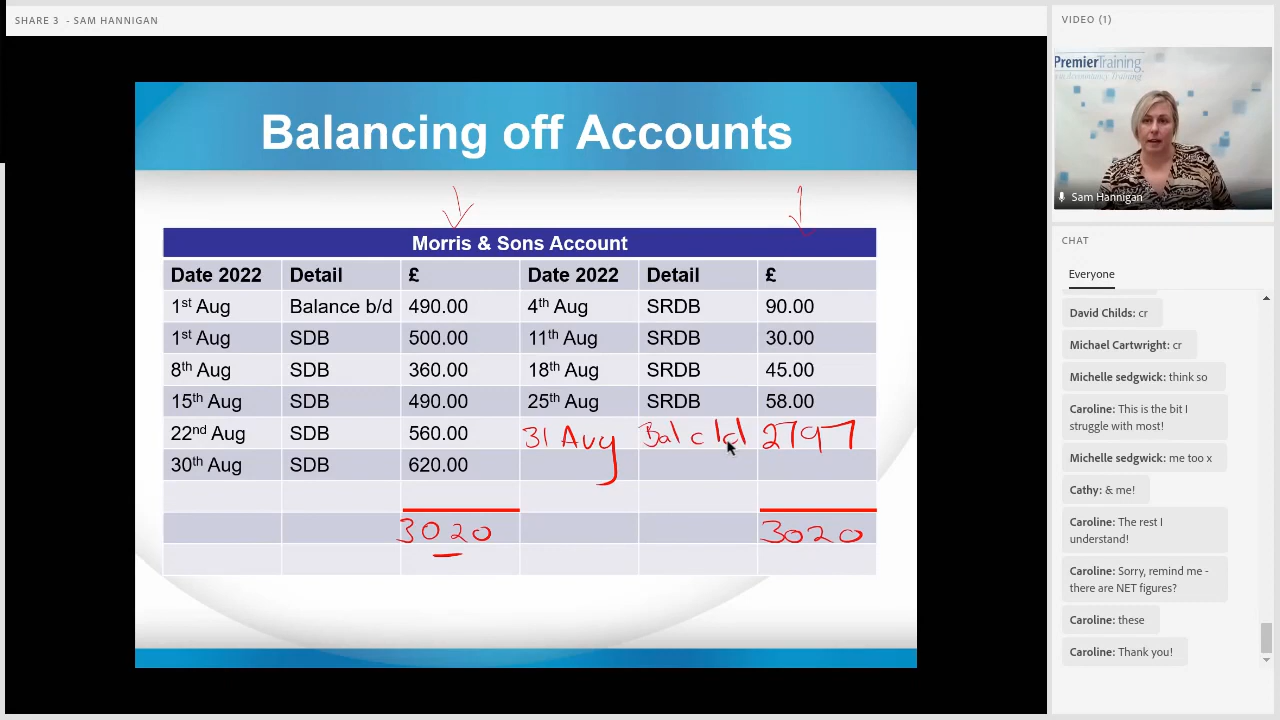 SHARE 3 - SAM HANNIGAN
Balancing off Accounts
Morris & Sons Account
Date 2022 Detail £ Date 2022 Detail £
1st Aug Balance b/d 490.00 4th Aug SRDB 90.00
1st Aug SDB 500.00 11th Aug SRDB 30.00
8th Aug SDB 360.00 18th Aug SRDB 45.00
15th Aug SDB 490.00 25th Aug SRDB 58.00
22nd Aug SDB 560.00 31 Aug Bal c/d 2797
30th Aug SDB 620.00
3020 3020
VIDEO (1)
PremierTraining
in Accountancy Training
Sam Hannigan
CHAT
Everyone
David Childs: cr
Michael Cartwright: cr
Michelle sedgwick: think so
Caroline: This is the bit I
struggle with most!
Michelle sedgwick: me too x
Cathy: & me!
Caroline: The rest I
understand!
Caroline: Sorry, remind me -
there are NET figures?
Caroline: these
Caroline: Thank you!